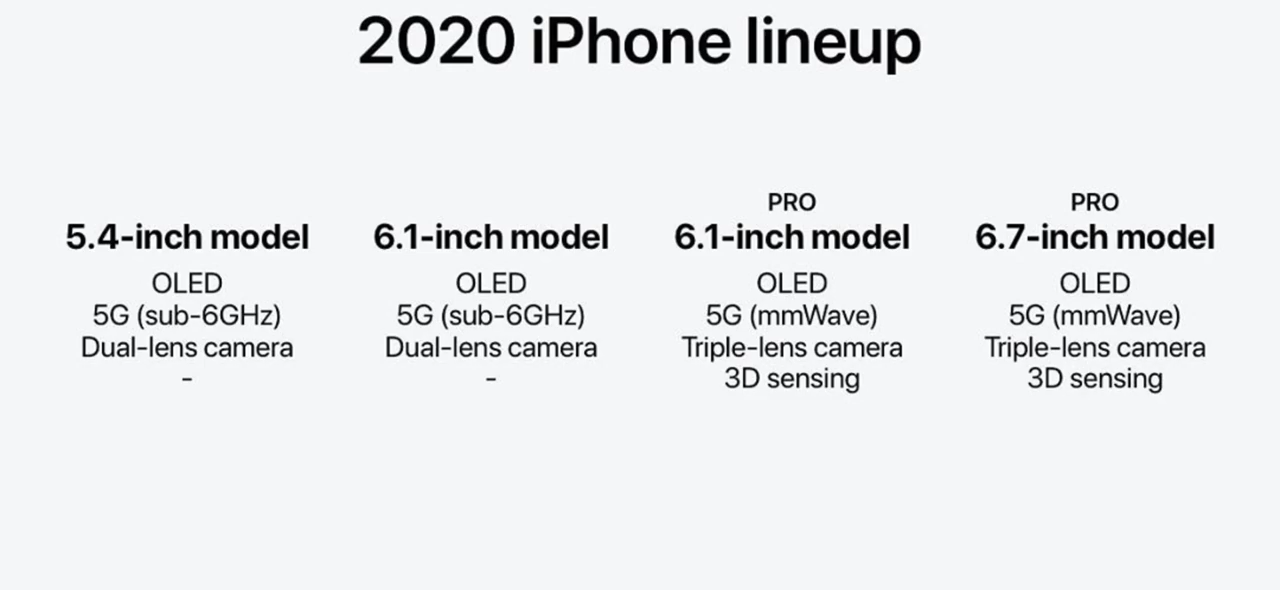 2020 iPhone lineup
5.4-inch model
OLED
5G (sub-6GHz)
Dual-lens camera
-
6.1-inch model
OLED
5G (sub-6GHz)
Dual-lens camera
-
PRO
6.1-inch model
OLED
5G (mmWave)
Triple-lens camera
3D sensing
PRO
6.7-inch model
OLED
5G (mmWave)
Triple-lens camera
3D sensing